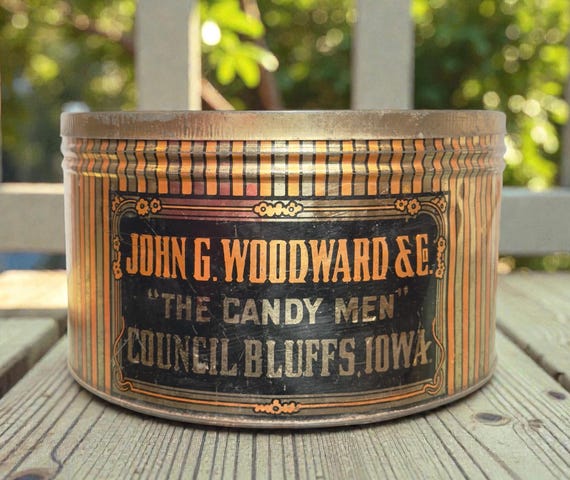 JOHN G. WOODWARD & Co.
"THE CANDY MEN"
COUNCIL BLUFFS, IOWA